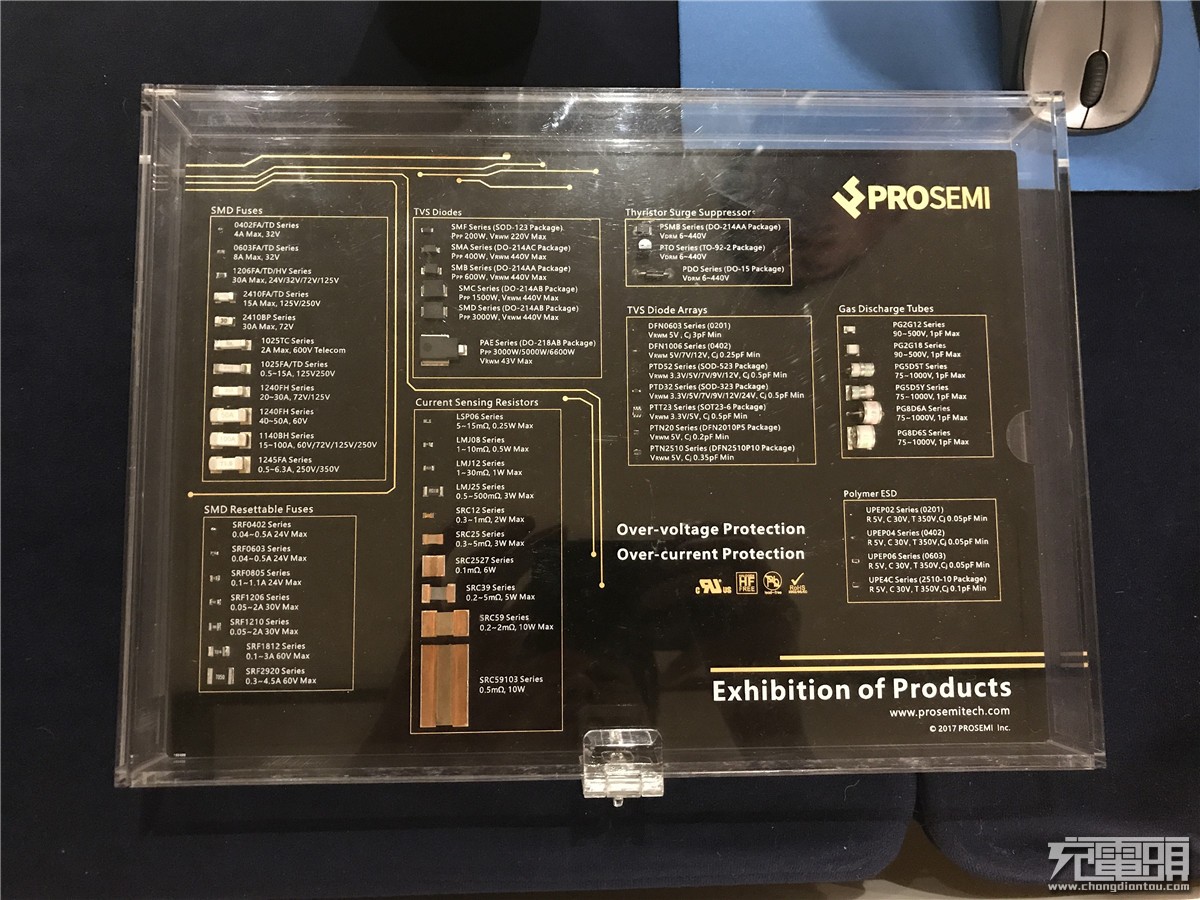 PROSEMI
SMD Fuses
0402FA/TD Series
4A Max, 32V
0603FA/TD Series
8A Max, 32V
1206FA/TD/HV Series
30A Max, 24V/32V/72V/125V
2410FA/TD Series
15A Max, 125V/250V
2410BP Series
30A Max, 72V
1025TC Series
2A Max, 600V Telecom
1025FA/TD Series
0.5~15A, 125V250V
1240FH Series
20~30A, 72V/125V
1240FH Series
40~50A, 60V
1140BH Series
15~100A, 60V/72V/125V/250V
1245FA Series
0.5~6.3A, 250V/350V
SMD Resettable Fuses
SRF0402 Series
0.04~0.5A 24V Max
SRF0603 Series
0.04~0.5A 24V Max
SRF0805 Series
0.1~1.1A 24V Max
SRF1206 Series
0.05~2A 30V Max
SRF1210 Series
0.05~2A 30V Max
SRF1812 Series
0.1~3A 60V Max
SRF2920 Series
0.3~4.5A 60V Max
TVS Diodes
SMF Series (SOD-123 Package)
PPP 200W, VRWM 220V Max
SMA Series (DO-214AC Package)
PPP 400W, VRWM 440V Max
SMB Series (DO-214AA Package)
PPP 600W, VRWM 440V Max
SMC Series (DO-214AB Package)
PPP 1500W, VRWM 440V Max
SMD Series (DO-214AB Package)
PPP 3000W, VRWM 440V Max
PAE Series (DO-218AB Package)
PPP 3000W/5000W/6600W
VRWM 43V Max
Current Sensing Resistors
LSP06 Series
5~15mΩ, 0.25W Max
LMJ08 Series
1~10mΩ, 0.5W Max
LMJ12 Series
1~30mΩ, 1W Max
LMJ25 Series
0.5~500mΩ, 3W Max
SRC12 Series
0.3~1mΩ, 2W Max
SRC25 Series
0.3~5mΩ, 3W Max
SRC2527 Series
0.1mΩ, 6W
SRC39 Series
0.2~5mΩ, 5W Max
SRC59 Series
0.2~2mΩ, 10W Max
SRC59103 Series
0.5mΩ, 10W
Thyristor Surge Suppressors
PSMB Series (DO-214AA Package)
VDRM 6~440V
PTO Series (TO-92-2 Package)
VDRM 6~440V
PDO Series (DO-15 Package)
VDRM 6~440V
TVS Diode Arrays
DFN0603 Series (0201)
VRWM 5V , Cj 3pF Min
DFN1006 Series (0402)
VRWM 5V/7V/12V, Cj 0.25pF Min
PTD52 Series (SOD-523 Package)
VRWM 3.3V/5V/7V/9V/12V, Cj 0.5pF Min
PTD32 Series (SOD-323 Package)
VRWM 3.3V/5V/7V/9V/12V/24V, Cj 0.5pF Min
PTT23 Series (SOT23-6 Package)
VRWM 3.3V/5V, Cj 0.5pF Min
PTN20 Series (DFN2010P5 Package)
VRWM 5V, Cj 0.2pF Min
PTN2510 Series (DFN2510P10 Package)
VRWM 5V, Cj 0.35pF Min
Gas Discharge Tubes
PG2G12 Series
90~500V, 1pF Max
PG2G18 Series
90~500V, 1pF Max
PG5D5T Series
75~1000V, 1pF Max
PG5D5Y Series
75~1000V, 1pF Max
PG8D6A Series
75~1000V, 1pF Max
PG8D6S Series
75~1000V, 1pF Max
Polymer ESD
UPEP02 Series (0201)
R 5V, C 30V, T 350V,Cj 0.05pF Min
UPEP04 Series (0402)
R 5V, C 30V, T 350V,Cj 0.05pF Min
UPEP06 Series (0603)
R 5V, C 30V, T 350V,Cj 0.05pF Min
UPE4C Series (2510-10 Package)
R 5V, C 30V, T 350V,Cj 0.1pF Min
Over-voltage Protection
Over-current Protection
c UR US
HF FREE
Pb
RoHS
Exhibition of Products
www.prosemitech.com
© 2017 PROSEMI Inc.
充電頭
www.chongdiantou.com